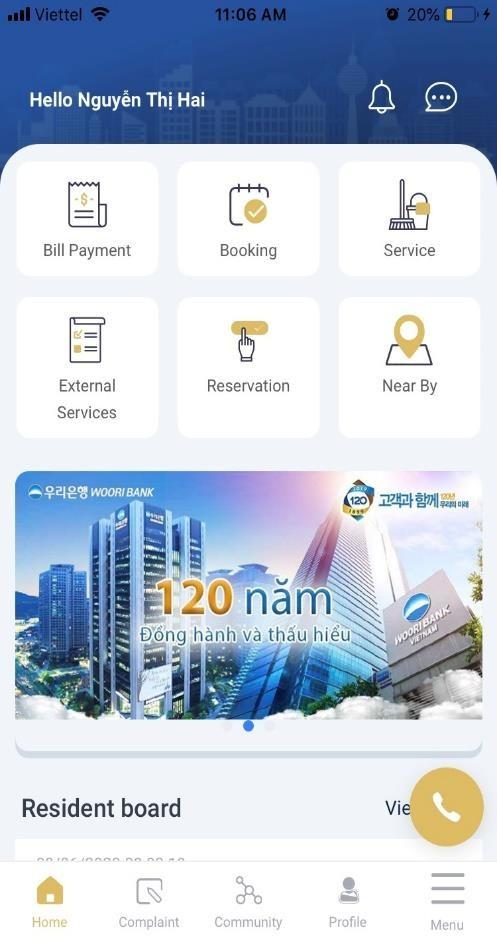 Viettel 11:06 AM 20%
Hello Nguyễn Thị Hai
Bill Payment
Booking
Service
External
Services
Reservation
Near By
우리은행 WOORI BANK
120
고객과 함께 120년
우리의 미래
120 năm
Đồng hành và thấu hiểu
WOORI BANK
VIETNAM
Resident board
Vie
Home
Complaint
Community
Profile
Menu